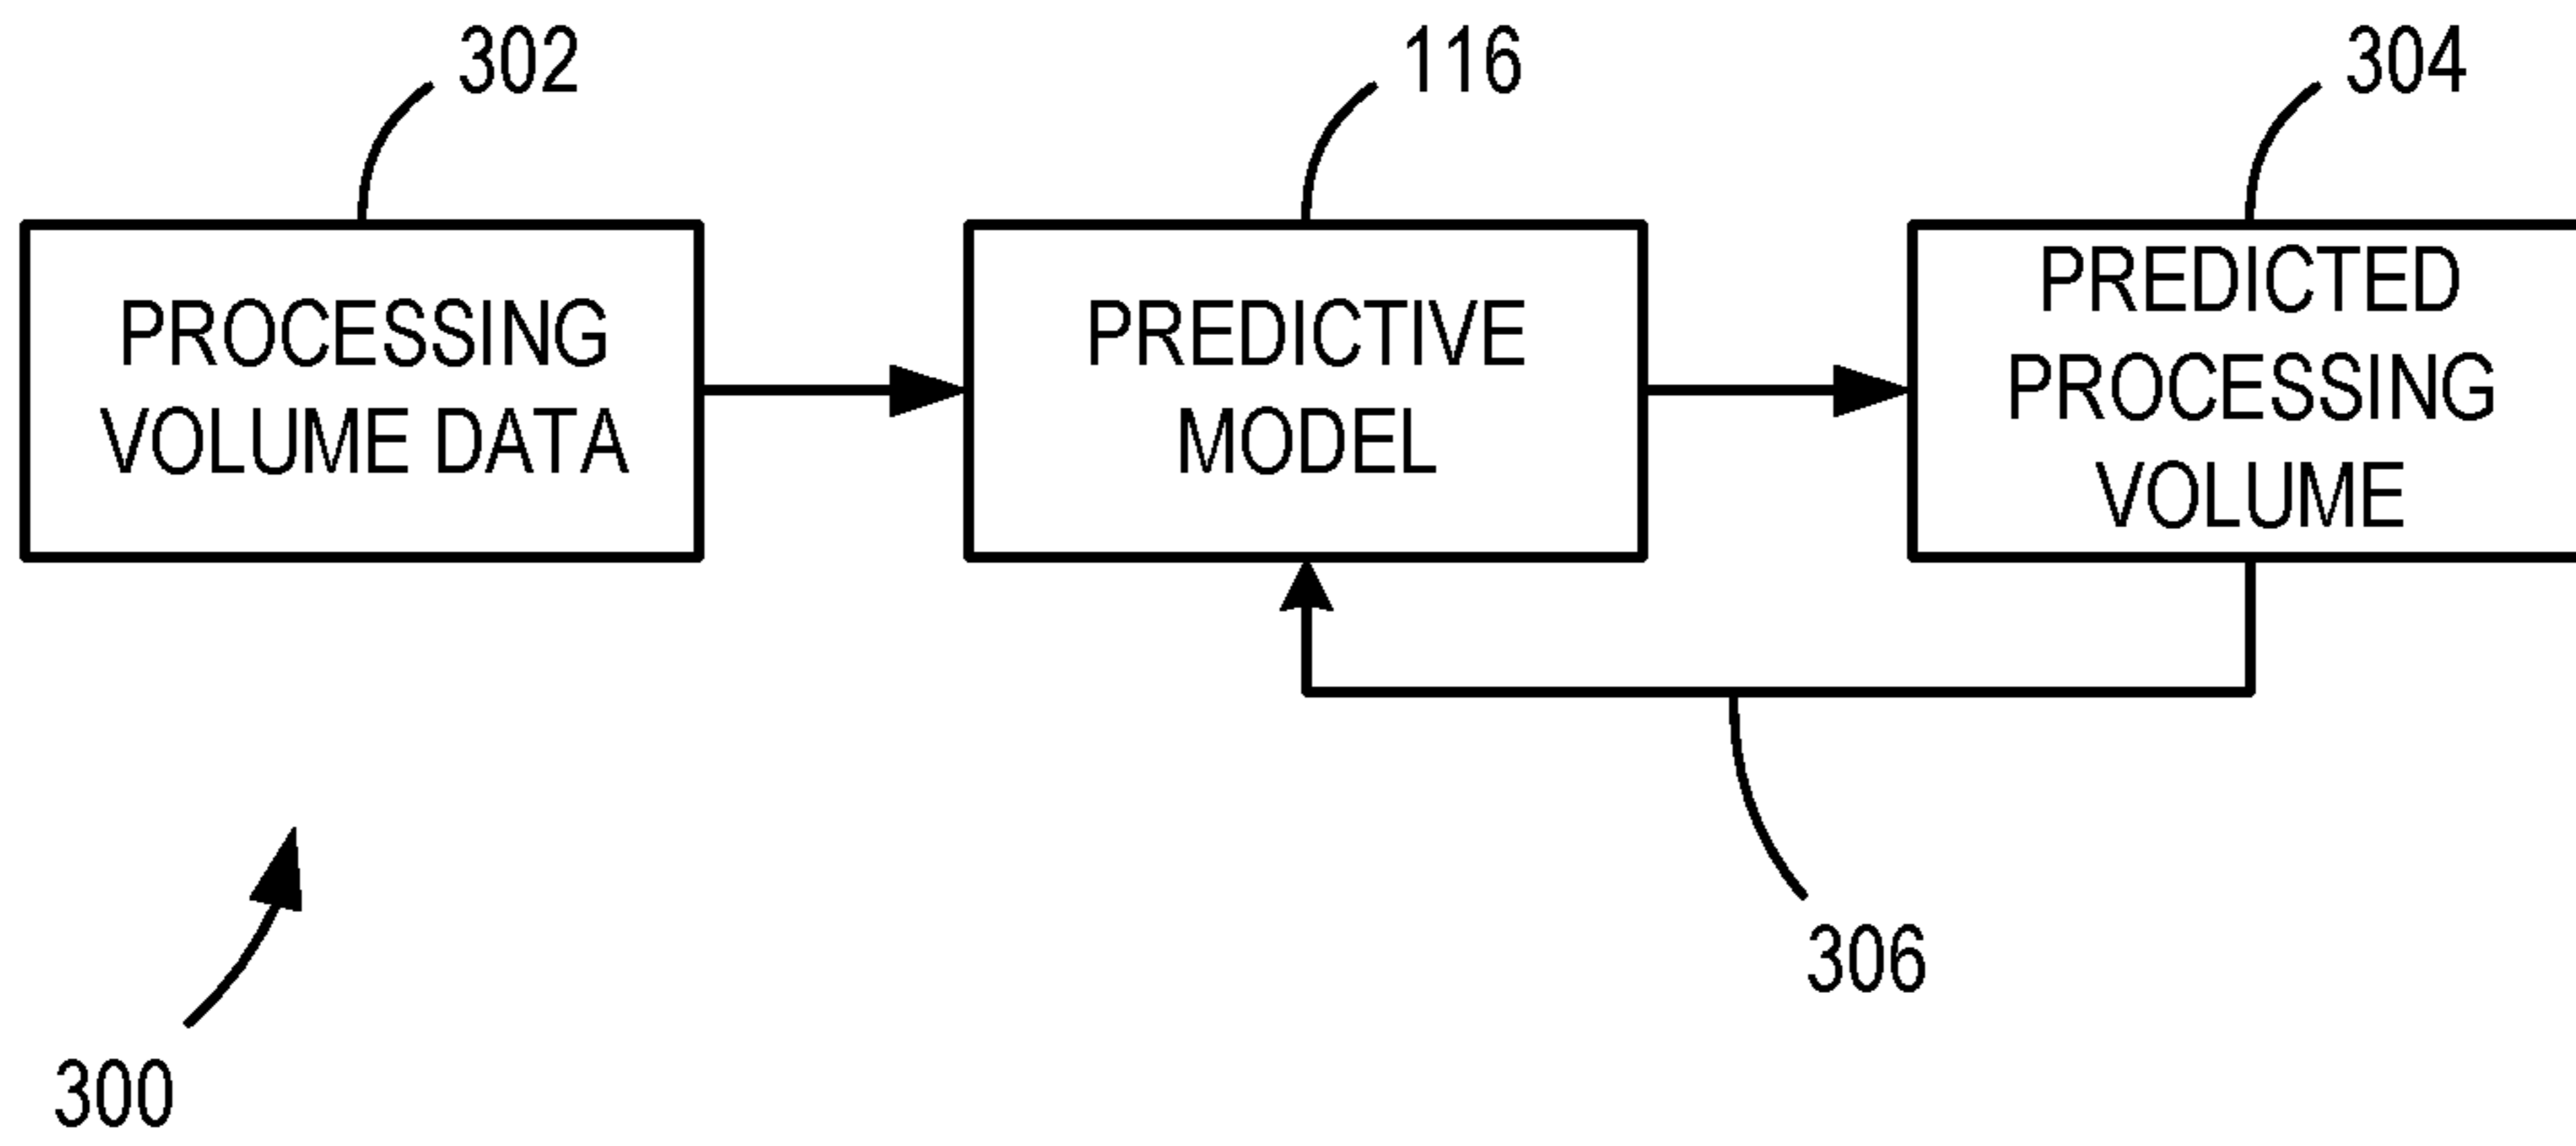 302
116
304
PROCESSING
VOLUME DATA
PREDICTIVE
MODEL
PREDICTED
PROCESSING
VOLUME
306
300